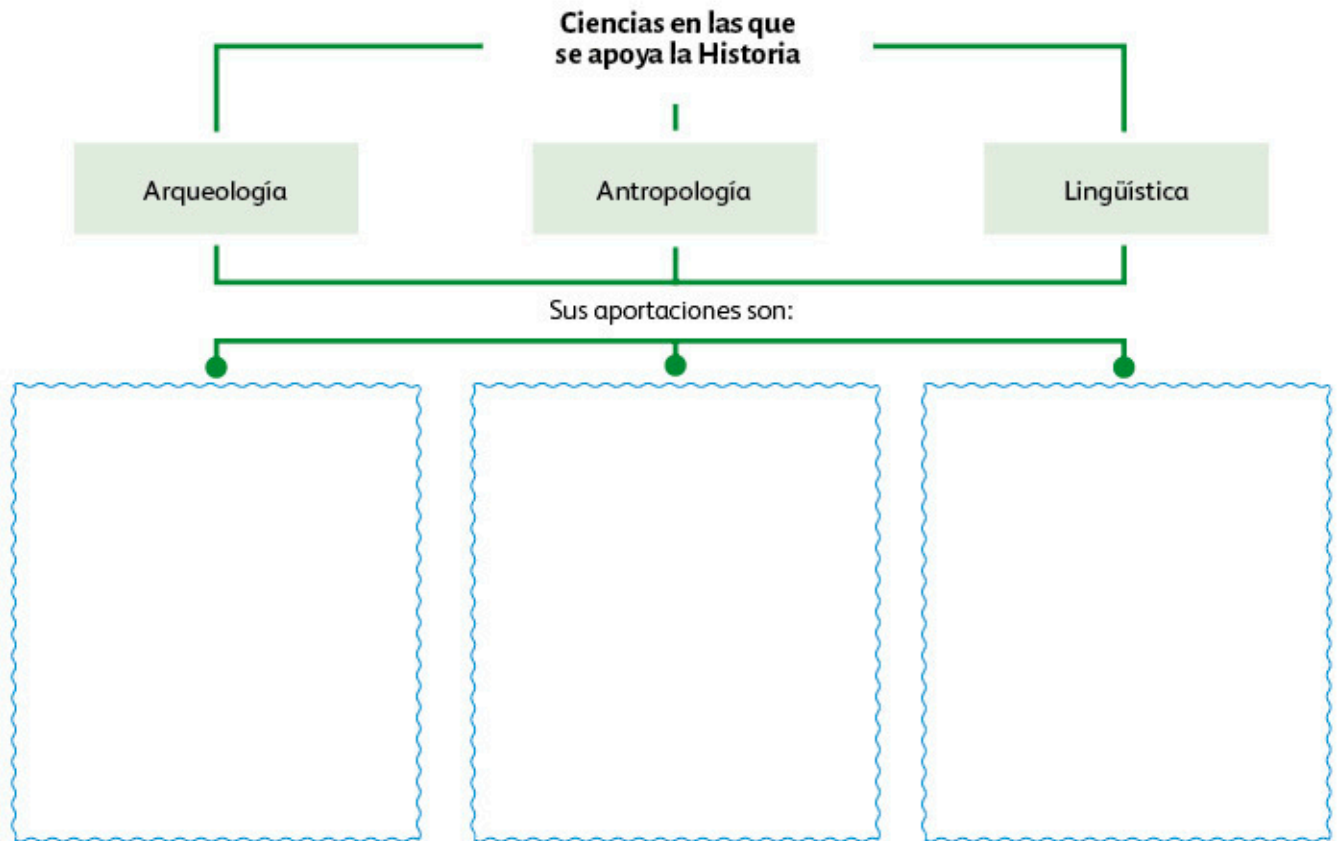 Ciencias en las que
se apoya la Historia
Arqueología
Antropología
Lingüística
Sus aportaciones son: